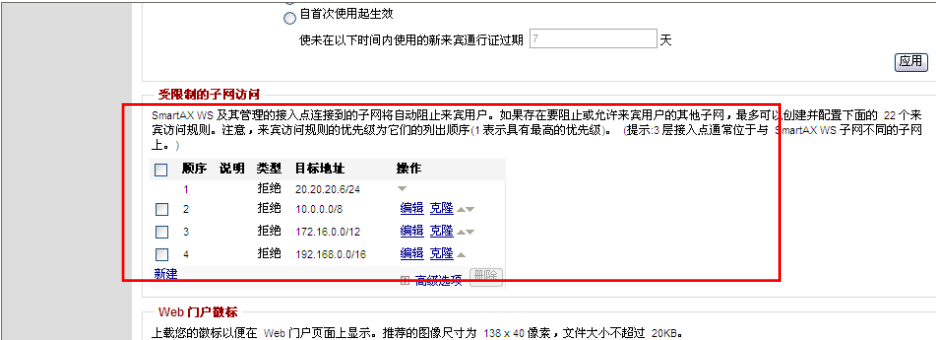 自首次使用起生效
使未在以下时间内使用的新来宾通行证过期 7 天
应用
受限制的子网访问
SmartAX WS 及其管理的接入点连接到的子网将自动阻止来宾用户。如果存在要阻止或允许来宾用户的其他子网，最多可以创建并配置下面的 22 个来
宾访问规则。注意，来宾访问规则的优先级为它们的列出顺序(1 表示具有最高的优先级)。 (提示:3 层接入点通常位于与 SmartAX WS 子网不同的子网
上。)
顺序 说明 类型 目标地址 操作
1 拒绝 20.20.20.6/24
2 拒绝 10.0.0.0/8 编辑 克隆
3 拒绝 172.16.0.0/12 编辑 克隆
4 拒绝 192.168.0.0/16 编辑 克隆
新建 高级选项 删除
Web 门户徽标
上载您的徽标以便在 Web 门户页面上显示。推荐的图像尺寸为 138 x 40 像素，文件大小不超过 20KB。